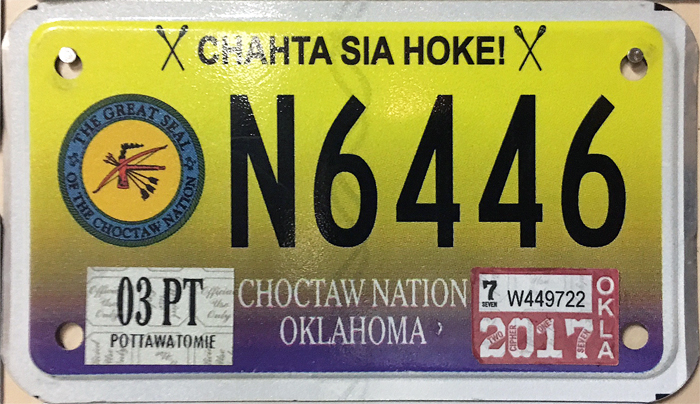 CHAHTA SIA HOKE!
THE GREAT SEAL
OF THE CHOCTAW NATION
N6446
03 PT
POTTAWATOMIE
CHOCTAW NATION
OKLAHOMA
7
SEVEN
W449722
2017
OKLA